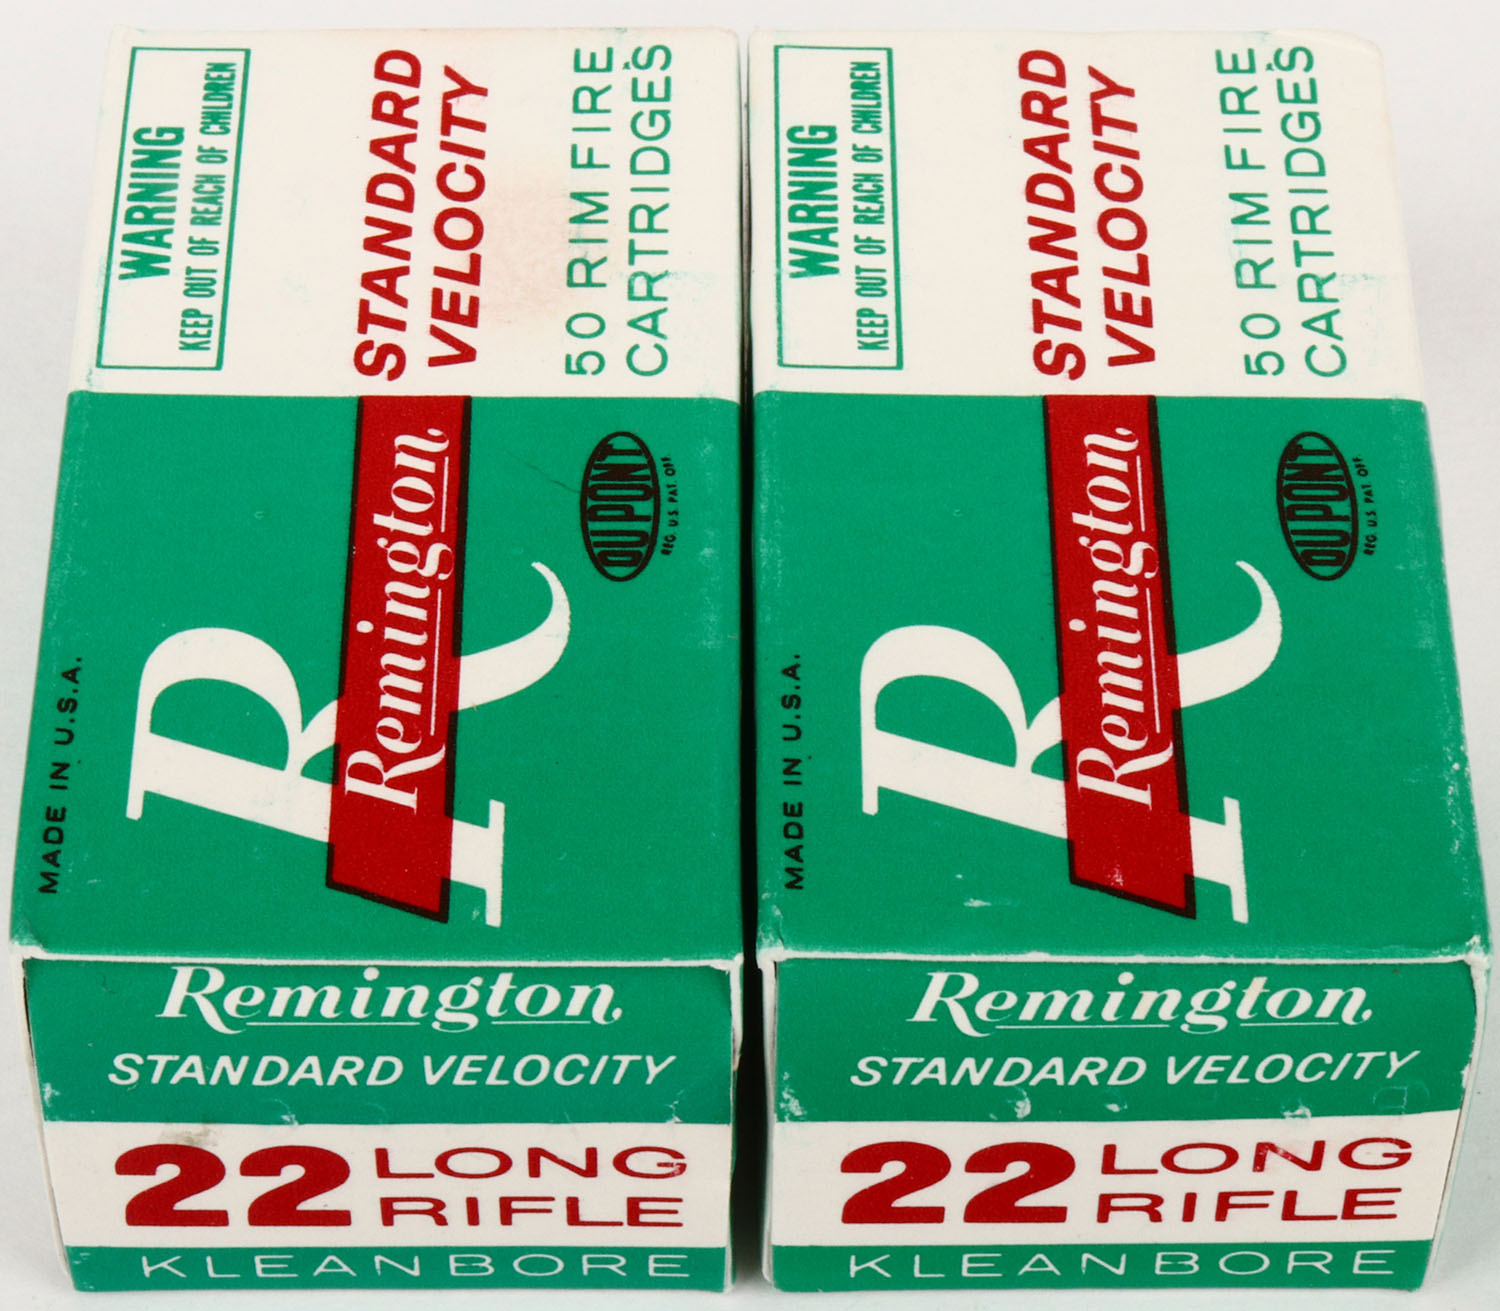 WARNING
KEEP OUT OF REACH OF CHILDREN
STANDARD
VELOCITY
50 RIM FIRE
CARTRIDGES
MADE IN U.S.A.
R
Remington
DUPONT
REG. U.S. PAT. OFF.
Remington
STANDARD VELOCITY
22 LONG
RIFLE
KLEANBORE
WARNING
KEEP OUT OF REACH OF CHILDREN
STANDARD
VELOCITY
50 RIM FIRE
CARTRIDGES
MADE IN U.S.A.
R
Remington
DUPONT
REG. U.S. PAT. OFF.
Remington
STANDARD VELOCITY
22 LONG
RIFLE
KLEANBORE